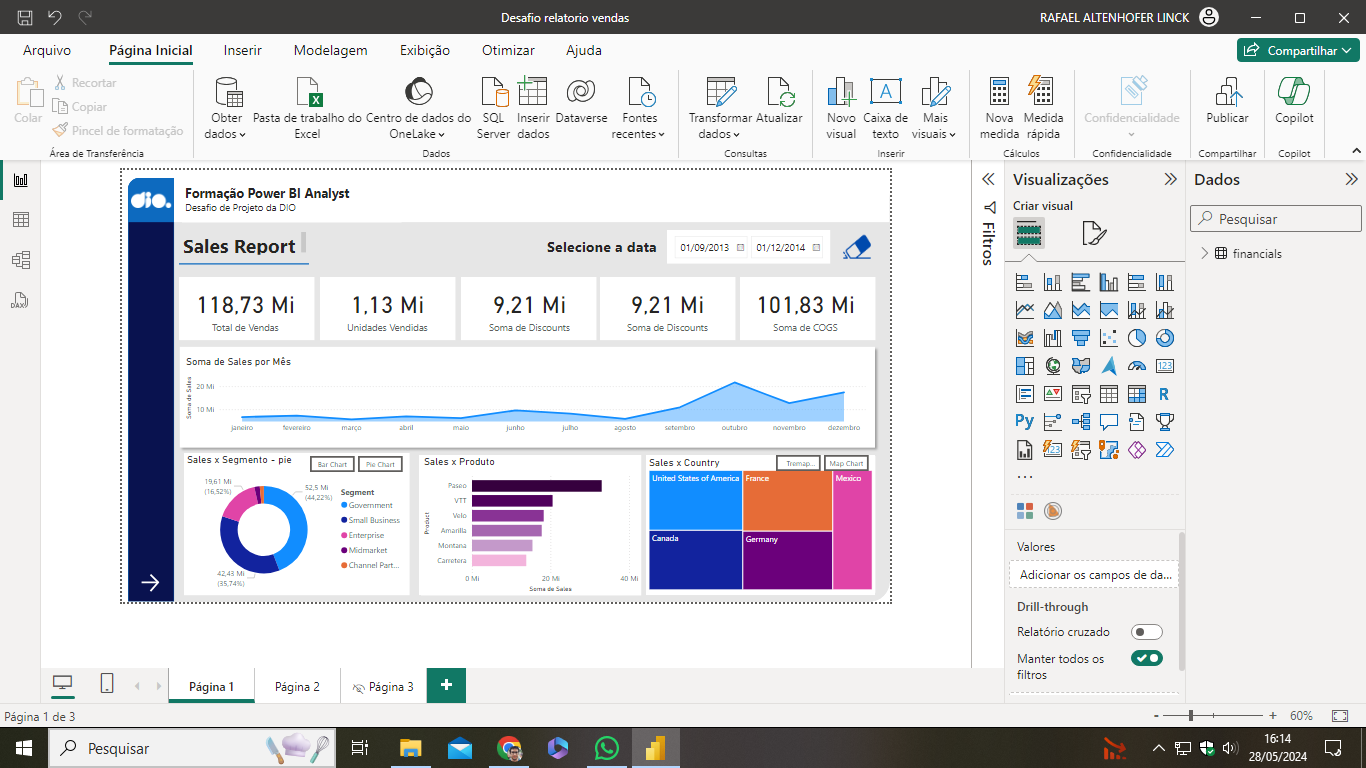 Desafio relatorio vendas
RAFAEL ALTENHOFER LINCK
Arquivo
Página Inicial
Inserir
Modelagem
Exibição
Otimizar
Ajuda
Compartilhar
Colar
Recortar
Copiar
Pincel de formatação
Área de Transferência
Obter dados
Pasta de trabalho do Excel
Centro de dados do OneLake
SQL Server
Inserir dados
Dataverse
Fontes recentes
Dados
Transformar dados
Atualizar
Consultas
Novo visual
Caixa de texto
Mais visuais
Inserir
Nova medida
Medida rápida
Cálculos
Confidencialidade
Confidencialidade
Publicar
Compartilhar
Copilot
Copilot
dio.
Formação Power BI Analyst
Desafio de Projeto da DIO
Sales Report
Selecione a data
01/09/2013
01/12/2014
118,73 Mi
Total de Vendas
1,13 Mi
Unidades Vendidas
9,21 Mi
Soma de Discounts
9,21 Mi
Soma de Discounts
101,83 Mi
Soma de COGS
Soma de Sales por Mês
Soma de Sales
20 Mi
10 Mi
janeiro fevereiro março abril maio junho julho agosto setembro outubro novembro dezembro
Sales x Segmento - pie
Bar Chart
Pie Chart
19,61 Mi
(16,52%)
52,5 Mi
(44,22%)
42,43 Mi
(35,74%)
Segment
Government
Small Business
Enterprise
Midmarket
Channel Part...
Sales x Produto
Product
Paseo
VTT
Velo
Amarilla
Montana
Carretera
0 Mi 20 Mi 40 Mi
Soma de Sales
Sales x Country
Tremap...
Map Chart
United States of America
France
Mexico
Canada
Germany
Filtros
Visualizações
Criar visual
123
R
Py
123
...
Valores
Adicionar os campos de da...
Drill-through
Relatório cruzado
Manter todos os filtros
Dados
Pesquisar
financials
DAX
Página 1
Página 2
Página 3
+
Página 1 de 3
- + 60%
Pesquisar
16:14
28/05/2024